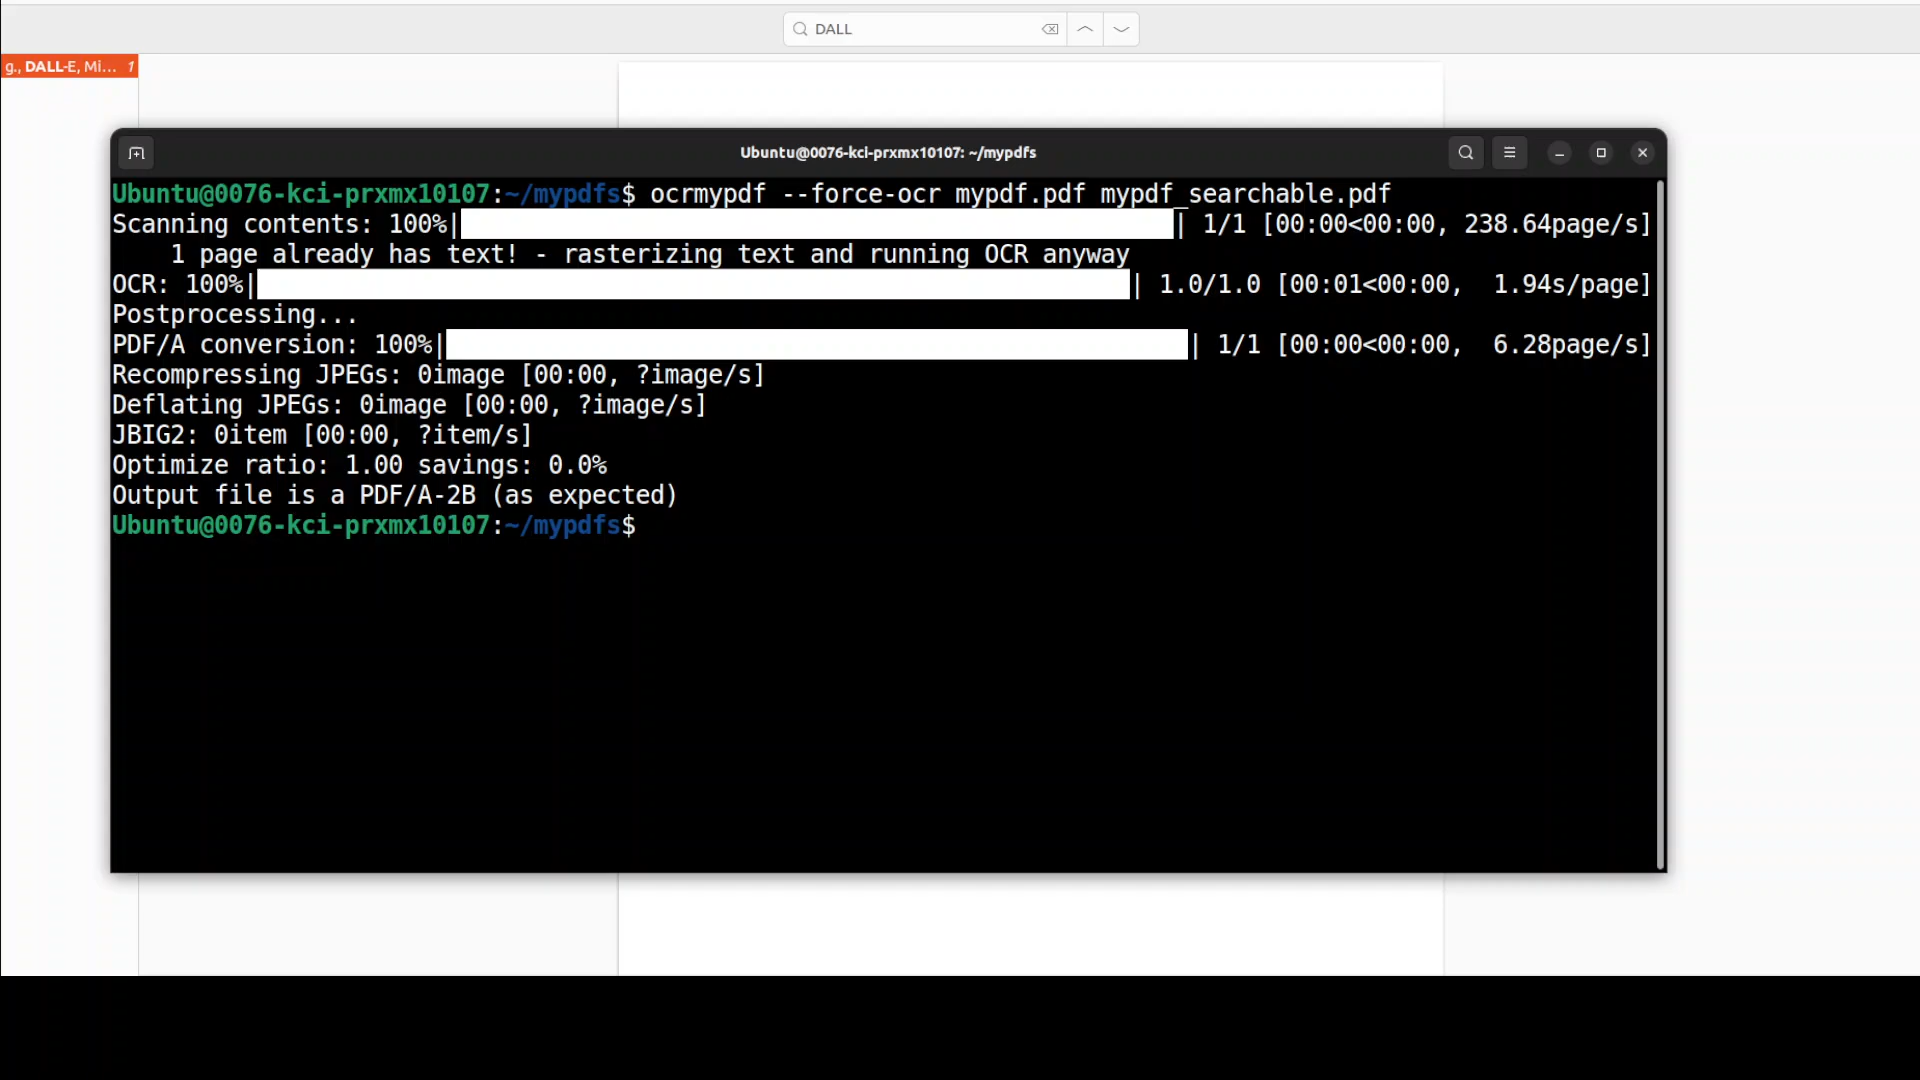 DALL
g., DALL-E, Mi... 1
Ubuntu@0076-kci-prxmx10107: ~/mypdfs
Ubuntu@0076-kci-prxmx10107:~/mypdfs$ ocrmypdf --force-ocr mypdf.pdf mypdf_searchable.pdf
Scanning contents: 100%| | 1/1 [00:00<00:00, 238.64page/s]
1 page already has text! - rasterizing text and running OCR anyway
OCR: 100%| | 1.0/1.0 [00:01<00:00, 1.94s/page]
Postprocessing...
PDF/A conversion: 100%| | 1/1 [00:00<00:00, 6.28page/s]
Recompressing JPEGs: 0image [00:00, ?image/s]
Deflating JPEGs: 0image [00:00, ?image/s]
JBIG2: 0item [00:00, ?item/s]
Optimize ratio: 1.00 savings: 0.0%
Output file is a PDF/A-2B (as expected)
Ubuntu@0076-kci-prxmx10107:~/mypdfs$